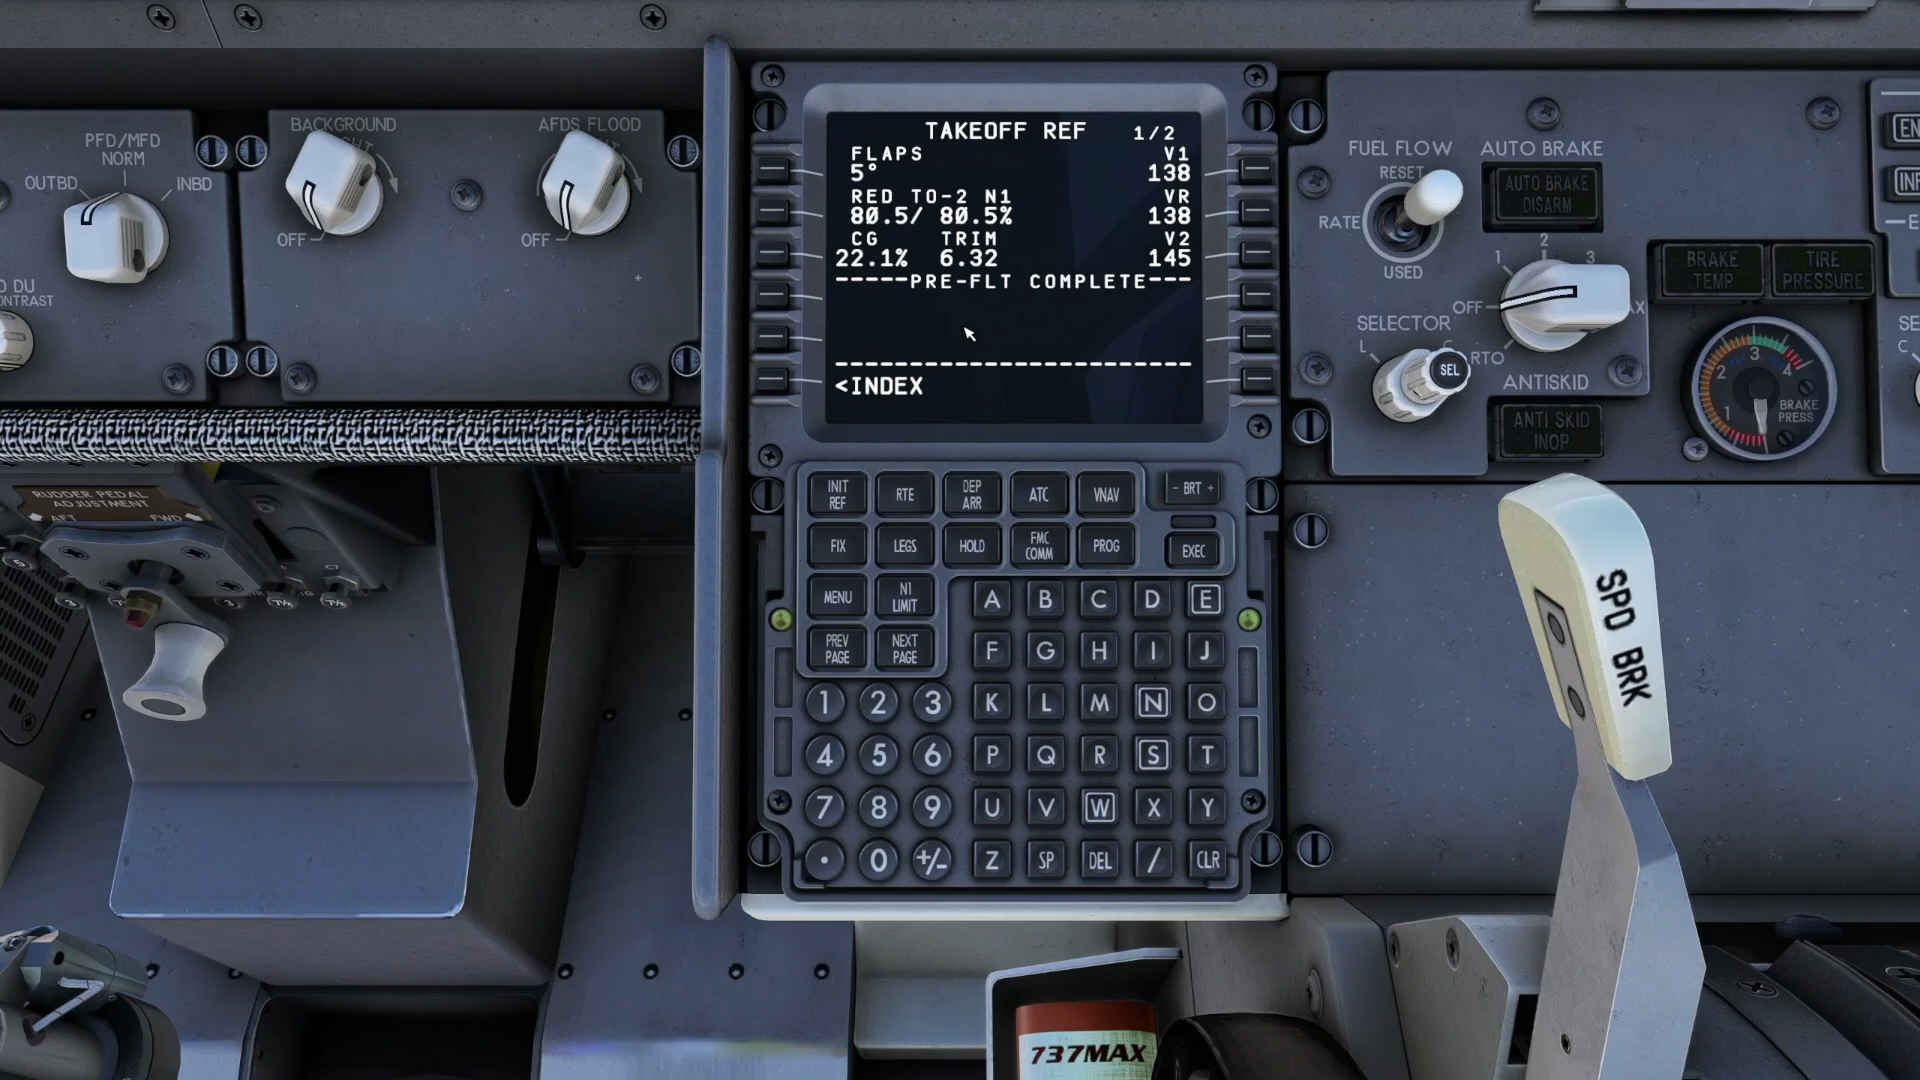 TAKEOFF REF 1/2
FLAPS V1
5° 138
RED TO-2 N1 VR
80.5/ 80.5% 138
CG TRIM V2
22.1% 6.32 145
-----PRE-FLT COMPLETE---
------------------------
<INDEX
PFD/MFD
NORM
OUTBD
INBD
DU
BACKGROUND
OFF
AFDS FLOOD
OFF
RUDDER PEDAL
ADJUSTMENT
AFT FWD
INIT REF
RTE
DEP ARR
ATC
VNAV
- BRT +
FIX
LEGS
HOLD
FMC COMM
PROG
EXEC
MENU
N1 LIMIT
PREV PAGE
NEXT PAGE
A B C D E
F G H I J
K L M N O
P Q R S T
U V W X Y
Z SP DEL / CLR
1 2 3
4 5 6
7 8 9
. 0 +/-
FUEL FLOW
RESET
RATE
USED
AUTO BRAKE
AUTO BRAKE
DISARM
1 2 3
OFF
RTO
SELECTOR
L
C
SEL
ANTISKID
ANTI SKID
INOP
BRAKE
TEMP
TIRE
PRESSURE
1 2 3 4
BRAKE
PRESS
SPD BRK
737MAX